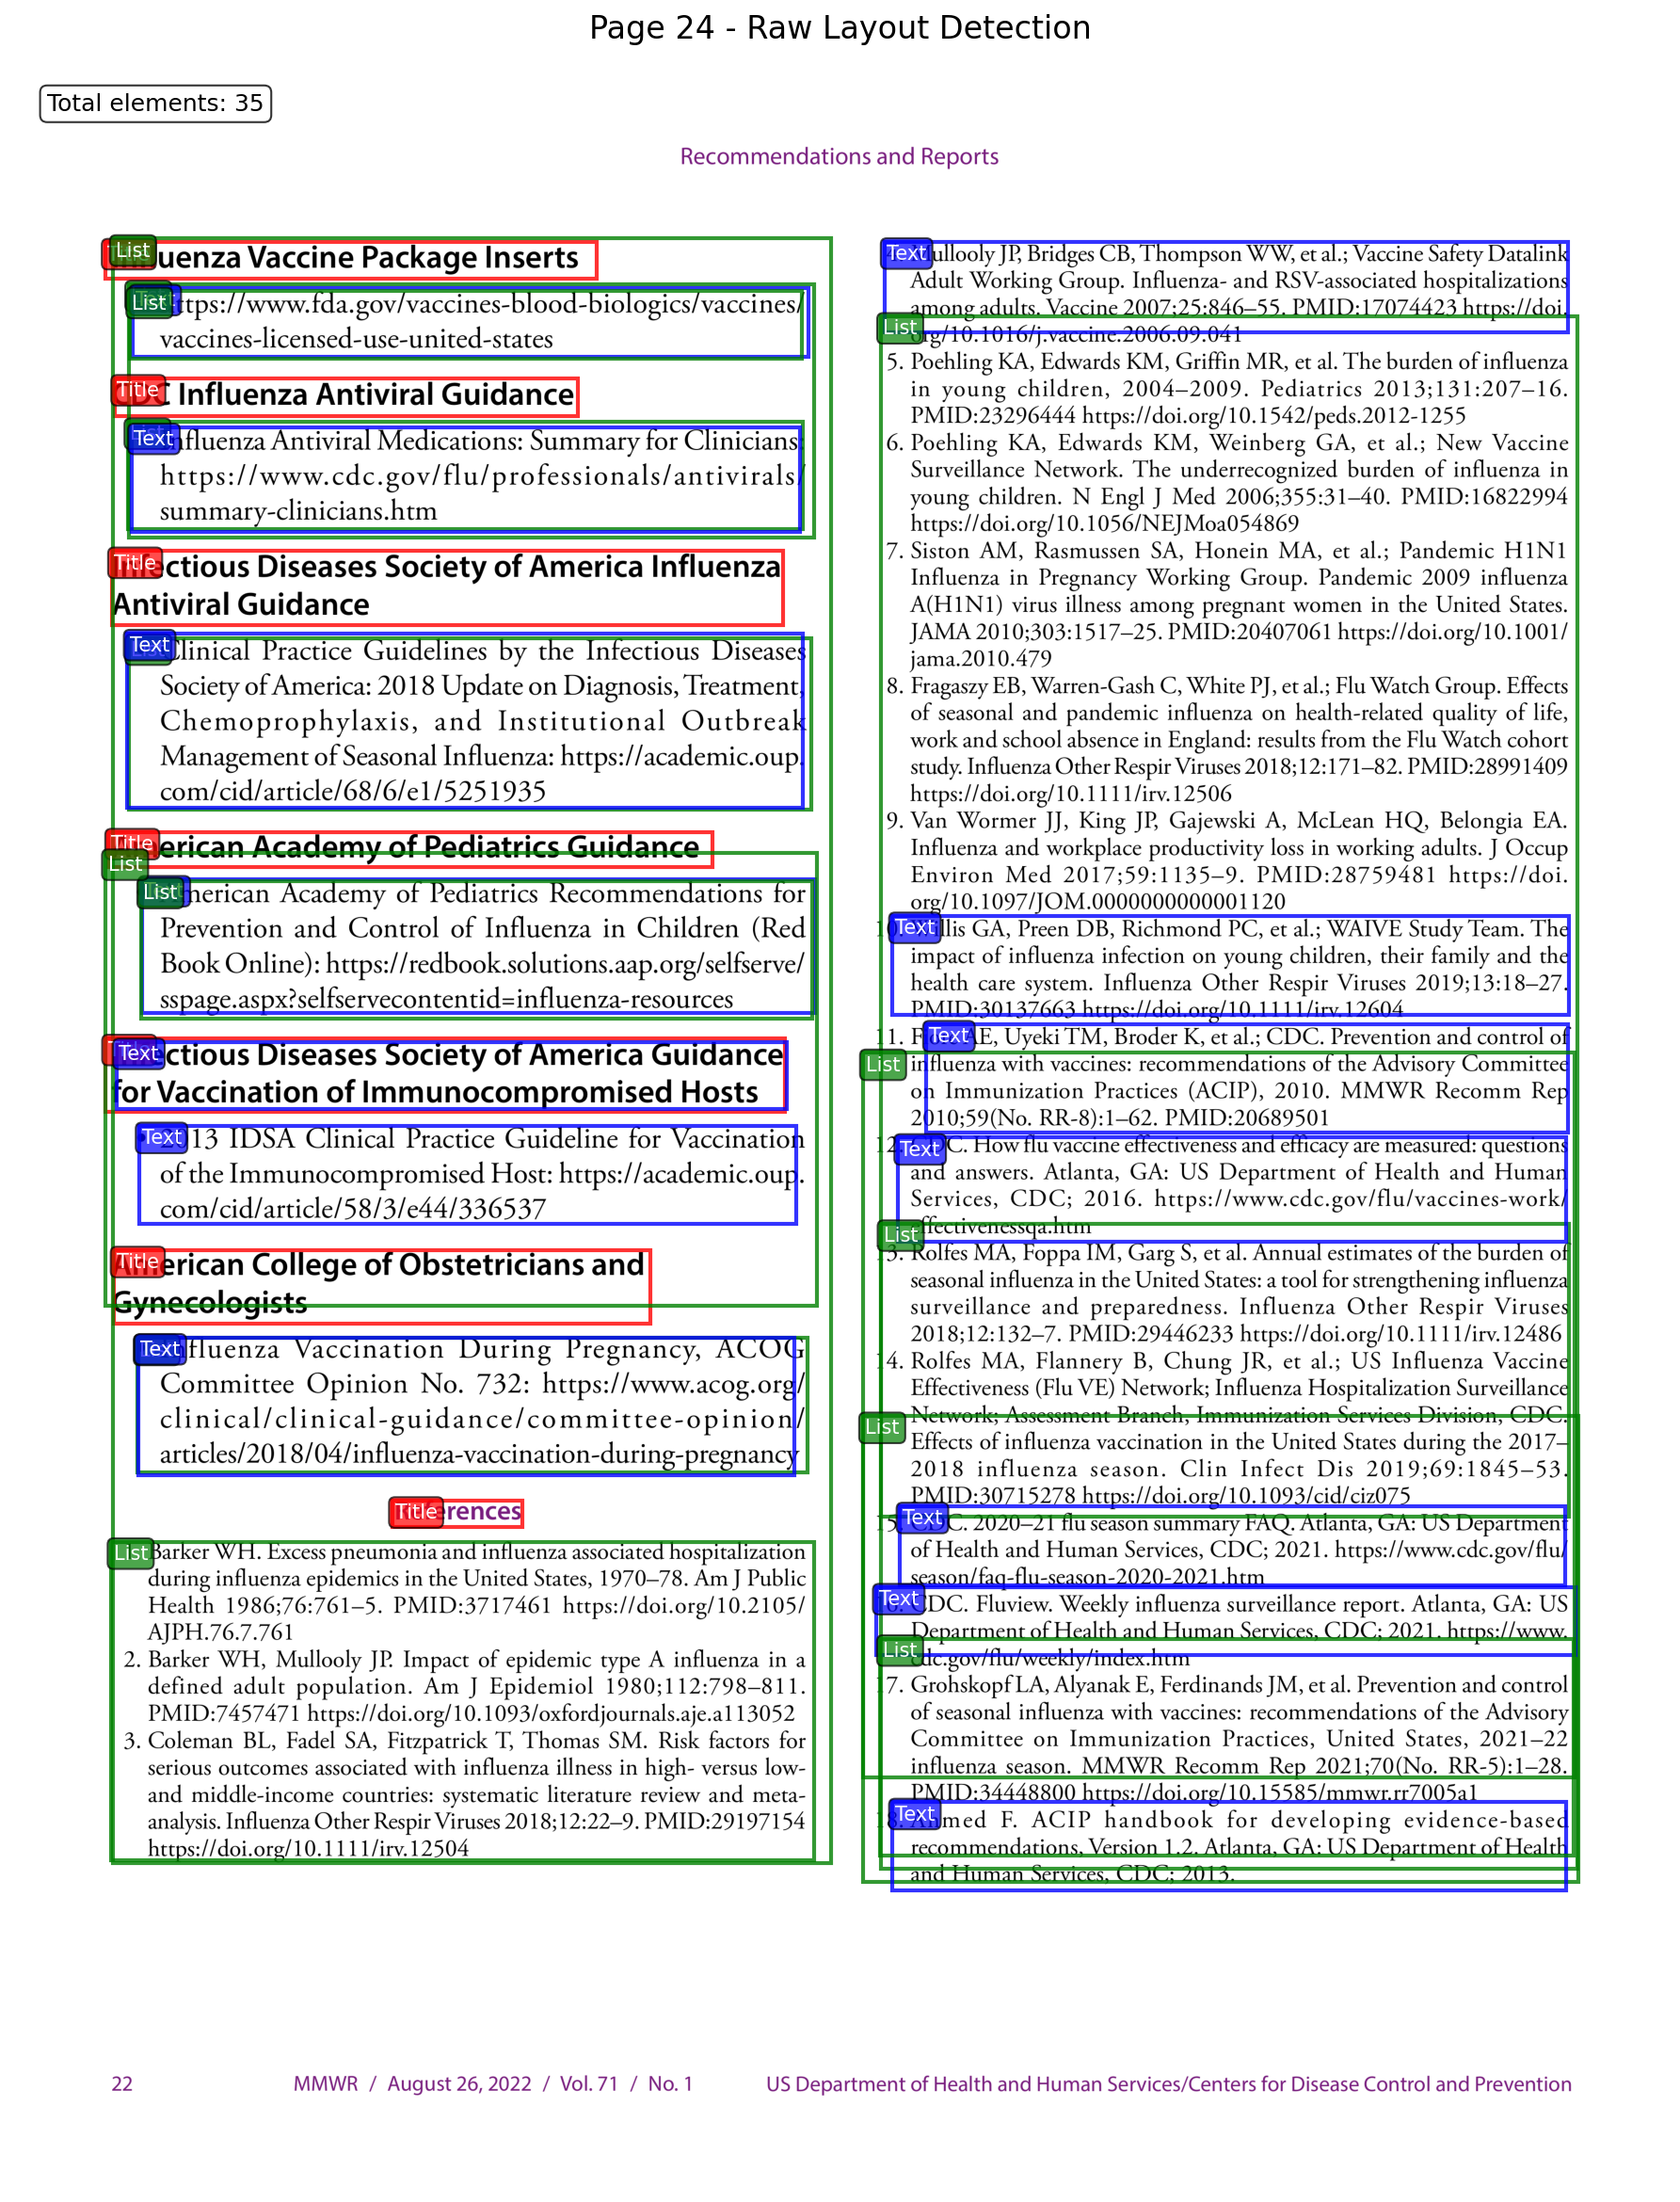 Page 24 - Raw Layout Detection
Total elements: 35
Recommendations and Reports
List
uenza Vaccine Package Inserts
List
ttps://www.fda.gov/vaccines-blood-biologics/vaccines/
vaccines-licensed-use-united-states
Title
C Influenza Antiviral Guidance
Text
nfluenza Antiviral Medications: Summary for Clinicians:
https://www.cdc.gov/flu/professionals/antivirals/
summary-clinicians.htm
Title
ectious Diseases Society of America Influenza
Antiviral Guidance
Text
Clinical Practice Guidelines by the Infectious Diseases
Society of America: 2018 Update on Diagnosis, Treatment,
Chemoprophylaxis, and Institutional Outbreak
Management of Seasonal Influenza: https://academic.oup.
com/cid/article/68/6/e1/5251935
Title
erican Academy of Pediatrics Guidance
List
List
merican Academy of Pediatrics Recommendations for
Prevention and Control of Influenza in Children (Red
Book Online): https://redbook.solutions.aap.org/selfserve/
sspage.aspx?selfservecontentid=influenza-resources
Text
ectious Diseases Society of America Guidance
for Vaccination of Immunocompromised Hosts
Text
2013 IDSA Clinical Practice Guideline for Vaccination
of the Immunocompromised Host: https://academic.oup.
com/cid/article/58/3/e44/336537
Title
erican College of Obstetricians and
Gynecologists
Text
fluenza Vaccination During Pregnancy, ACOG
Committee Opinion No. 732: https://www.acog.org/
clinical/clinical-guidance/committee-opinion/
articles/2018/04/influenza-vaccination-during-pregnancy
Title
rences
List
Barker WH. Excess pneumonia and influenza associated hospitalization
during influenza epidemics in the United States, 1970–78. Am J Public
Health 1986;76:761–5. PMID:3717461 https://doi.org/10.2105/
AJPH.76.7.761
2. Barker WH, Mullooly JP. Impact of epidemic type A influenza in a
defined adult population. Am J Epidemiol 1980;112:798–811.
PMID:7457471 https://doi.org/10.1093/oxfordjournals.aje.a113052
3. Coleman BL, Fadel SA, Fitzpatrick T, Thomas SM. Risk factors for
serious outcomes associated with influenza illness in high- versus low-
and middle-income countries: systematic literature review and meta-
analysis. Influenza Other Respir Viruses 2018;12:22–9. PMID:29197154
https://doi.org/10.1111/irv.12504
Text
Mullooly JP, Bridges CB, Thompson WW, et al.; Vaccine Safety Datalink
Adult Working Group. Influenza- and RSV-associated hospitalizations
among adults. Vaccine 2007;25:846–55. PMID:17074423 https://doi.
List
org/10.1016/j.vaccine.2006.09.041
5. Poehling KA, Edwards KM, Griffin MR, et al. The burden of influenza
in young children, 2004–2009. Pediatrics 2013;131:207–16.
PMID:23296444 https://doi.org/10.1542/peds.2012-1255
6. Poehling KA, Edwards KM, Weinberg GA, et al.; New Vaccine
Surveillance Network. The underrecognized burden of influenza in
young children. N Engl J Med 2006;355:31–40. PMID:16822994
https://doi.org/10.1056/NEJMoa054869
7. Siston AM, Rasmussen SA, Honein MA, et al.; Pandemic H1N1
Influenza in Pregnancy Working Group. Pandemic 2009 influenza
A(H1N1) virus illness among pregnant women in the United States.
JAMA 2010;303:1517–25. PMID:20407061 https://doi.org/10.1001/
jama.2010.479
8. Fragaszy EB, Warren-Gash C, White PJ, et al.; Flu Watch Group. Effects
of seasonal and pandemic influenza on health-related quality of life,
work and school absence in England: results from the Flu Watch cohort
study. Influenza Other Respir Viruses 2018;12:171–82. PMID:28991409
https://doi.org/10.1111/irv.12506
9. Van Wormer JJ, King JP, Gajewski A, McLean HQ, Belongia EA.
Influenza and workplace productivity loss in working adults. J Occup
Environ Med 2017;59:1135–9. PMID:28759481 https://doi.
org/10.1097/JOM.0000000000001120
Text
10. Willis GA, Preen DB, Richmond PC, et al.; WAIVE Study Team. The
impact of influenza infection on young children, their family and the
health care system. Influenza Other Respir Viruses 2019;13:18–27.
PMID:30137663 https://doi.org/10.1111/irv.12604
Text
11. F AE, Uyeki TM, Broder K, et al.; CDC. Prevention and control of
List
influenza with vaccines: recommendations of the Advisory Committee
on Immunization Practices (ACIP), 2010. MMWR Recomm Rep
2010;59(No. RR-8):1–62. PMID:20689501
Text
12. CDC. How flu vaccine effectiveness and efficacy are measured: questions
and answers. Atlanta, GA: US Department of Health and Human
Services, CDC; 2016. https://www.cdc.gov/flu/vaccines-work/
effectivenessqa.htm
List
13. Rolfes MA, Foppa IM, Garg S, et al. Annual estimates of the burden of
seasonal influenza in the United States: a tool for strengthening influenza
surveillance and preparedness. Influenza Other Respir Viruses
2018;12:132–7. PMID:29446233 https://doi.org/10.1111/irv.12486
14. Rolfes MA, Flannery B, Chung JR, et al.; US Influenza Vaccine
Effectiveness (Flu VE) Network; Influenza Hospitalization Surveillance
Network; Assessment Branch, Immunization Services Division, CDC.
List
Effects of influenza vaccination in the United States during the 2017–
2018 influenza season. Clin Infect Dis 2019;69:1845–53.
PMID:30715278 https://doi.org/10.1093/cid/ciz075
Text
15. CDC. 2020–21 flu season summary FAQ. Atlanta, GA: US Department
of Health and Human Services, CDC; 2021. https://www.cdc.gov/flu/
season/faq-flu-season-2020-2021.htm
Text
16. CDC. Fluview. Weekly influenza surveillance report. Atlanta, GA: US
Department of Health and Human Services, CDC; 2021. https://www.
List
cdc.gov/flu/weekly/index.htm
17. Grohskopf LA, Alyanak E, Ferdinands JM, et al. Prevention and control
of seasonal influenza with vaccines: recommendations of the Advisory
Committee on Immunization Practices, United States, 2021–22
influenza season. MMWR Recomm Rep 2021;70(No. RR-5):1–28.
PMID:34448800 https://doi.org/10.15585/mmwr.rr7005a1
Text
18. Ahmed F. ACIP handbook for developing evidence-based
recommendations, Version 1.2. Atlanta, GA: US Department of Health
and Human Services, CDC; 2013.
22 MMWR / August 26, 2022 / Vol. 71 / No. 1 US Department of Health and Human Services/Centers for Disease Control and Prevention